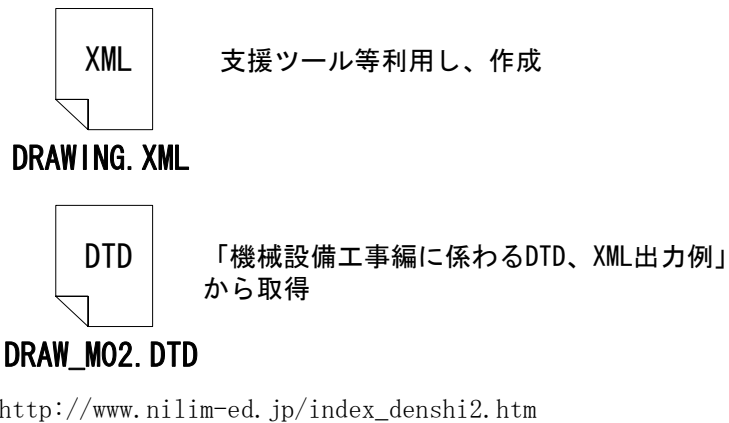 XML
支援ツール等利用し、作成
DRAWING.XML
DTD
「機械設備工事編に係わるDTD、XML出力例」
から取得
DRAW_M02.DTD
http://www.nilim-ed.jp/index_denshi2.htm